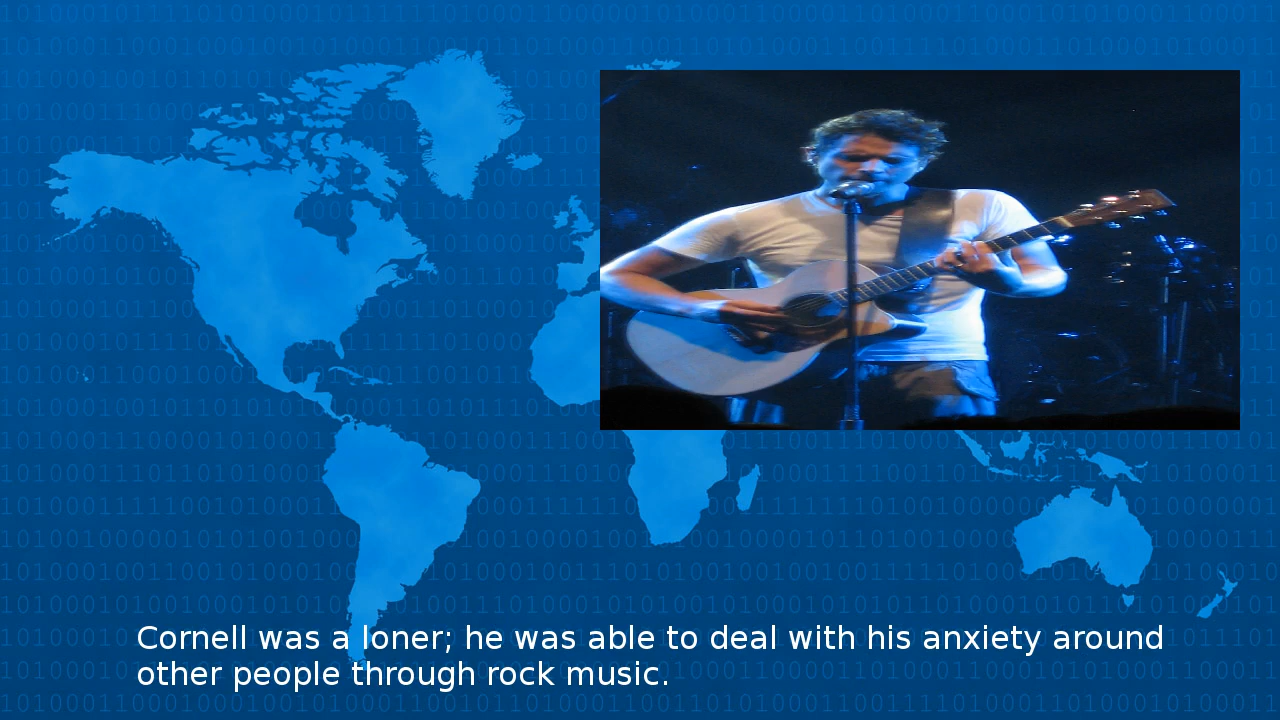 Cornell was a loner; he was able to deal with his anxiety around
other people through rock music.